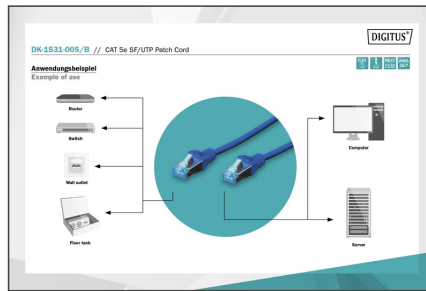 DIGITUS®
DK-1531-005/B // CAT 5e SF/UTP Patch Cord
Anwendungsbeispiel
Example of use
Router
Switch
Wall outlet
Floor tank
Computer
Server